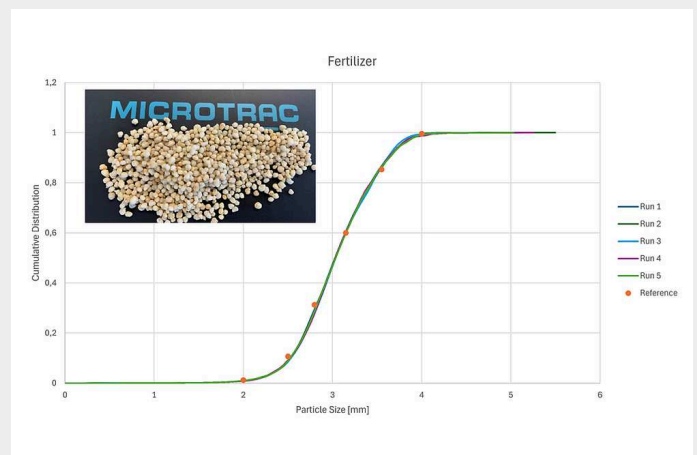 Fertilizer
1,2
MICROTRAC
1
0,8
0,6
0,4
0,2
0
Cumulative Distribution
0 1 2 3 4 5 6
Particle Size [mm]
Run 1
Run 2
Run 3
Run 4
Run 5
Reference